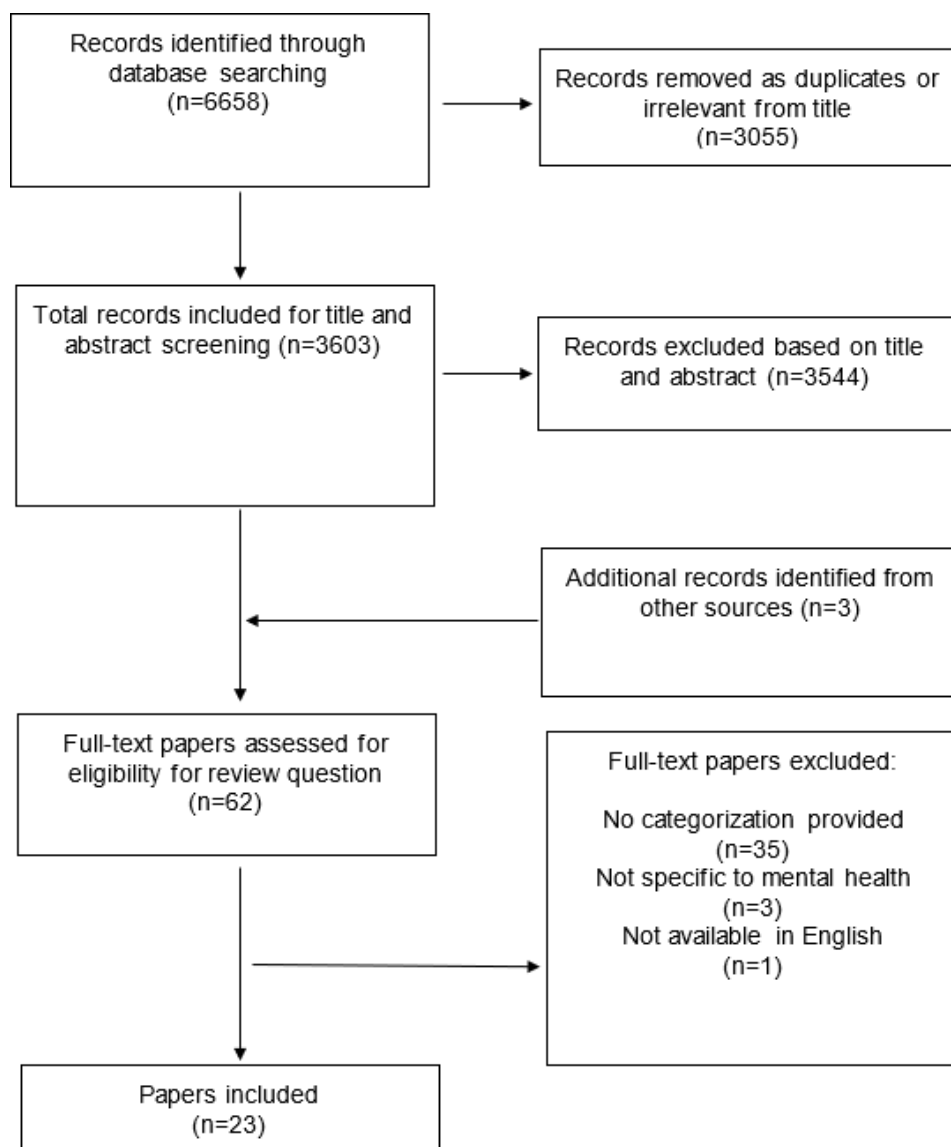 Records identified through
database searching
(n=6658)
Records removed as duplicates or
irrelevant from title
(n=3055)
Total records included for title and
abstract screening (n=3603)
Records excluded based on title
and abstract (n=3544)
Additional records identified from
other sources (n=3)
Full-text papers assessed for
eligibility for review question
(n=62)
Full-text papers excluded:
No categorization provided
(n=35)
Not specific to mental health
(n=3)
Not available in English
(n=1)
Papers included
(n=23)